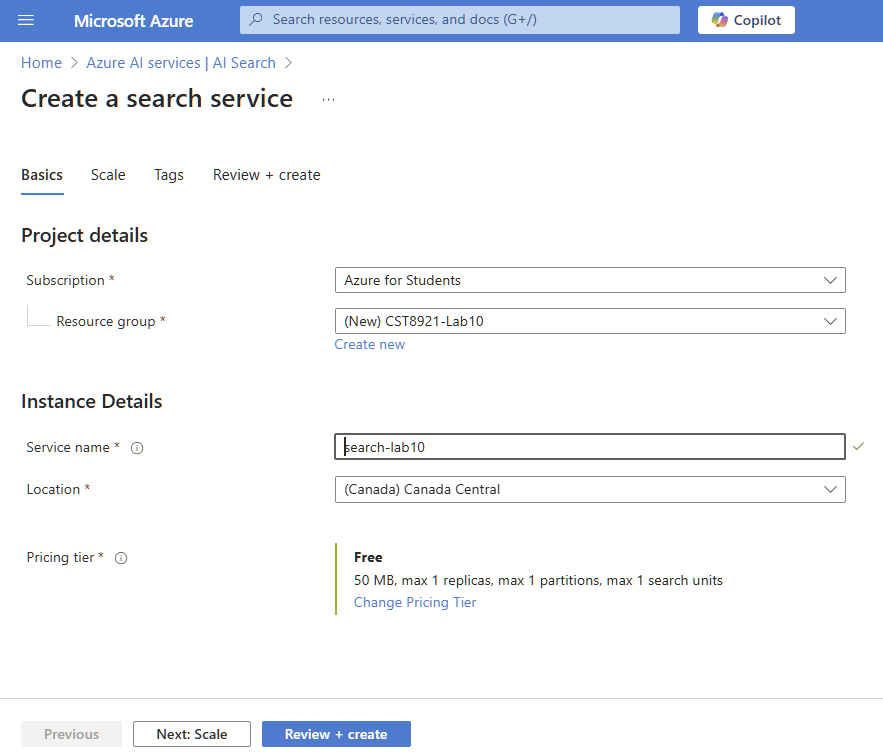 Microsoft Azure
Search resources, services, and docs (G+/)
Copilot
Home > Azure AI services | AI Search >
Create a search service ...
Basics Scale Tags Review + create
Project details
Subscription * Azure for Students
Resource group * (New) CST8921-Lab10
Create new
Instance Details
Service name * search-lab10
Location * (Canada) Canada Central
Pricing tier * Free
50 MB, max 1 replicas, max 1 partitions, max 1 search units
Change Pricing Tier
Previous Next: Scale Review + create